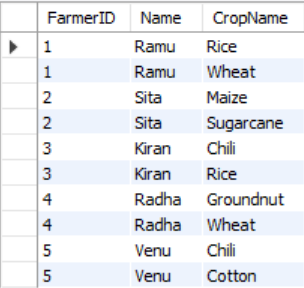 FarmerID Name CropName
1 Ramu Rice
1 Ramu Wheat
2 Sita Maize
2 Sita Sugarcane
3 Kiran Chili
3 Kiran Rice
4 Radha Groundnut
4 Radha Wheat
5 Venu Chili
5 Venu Cotton